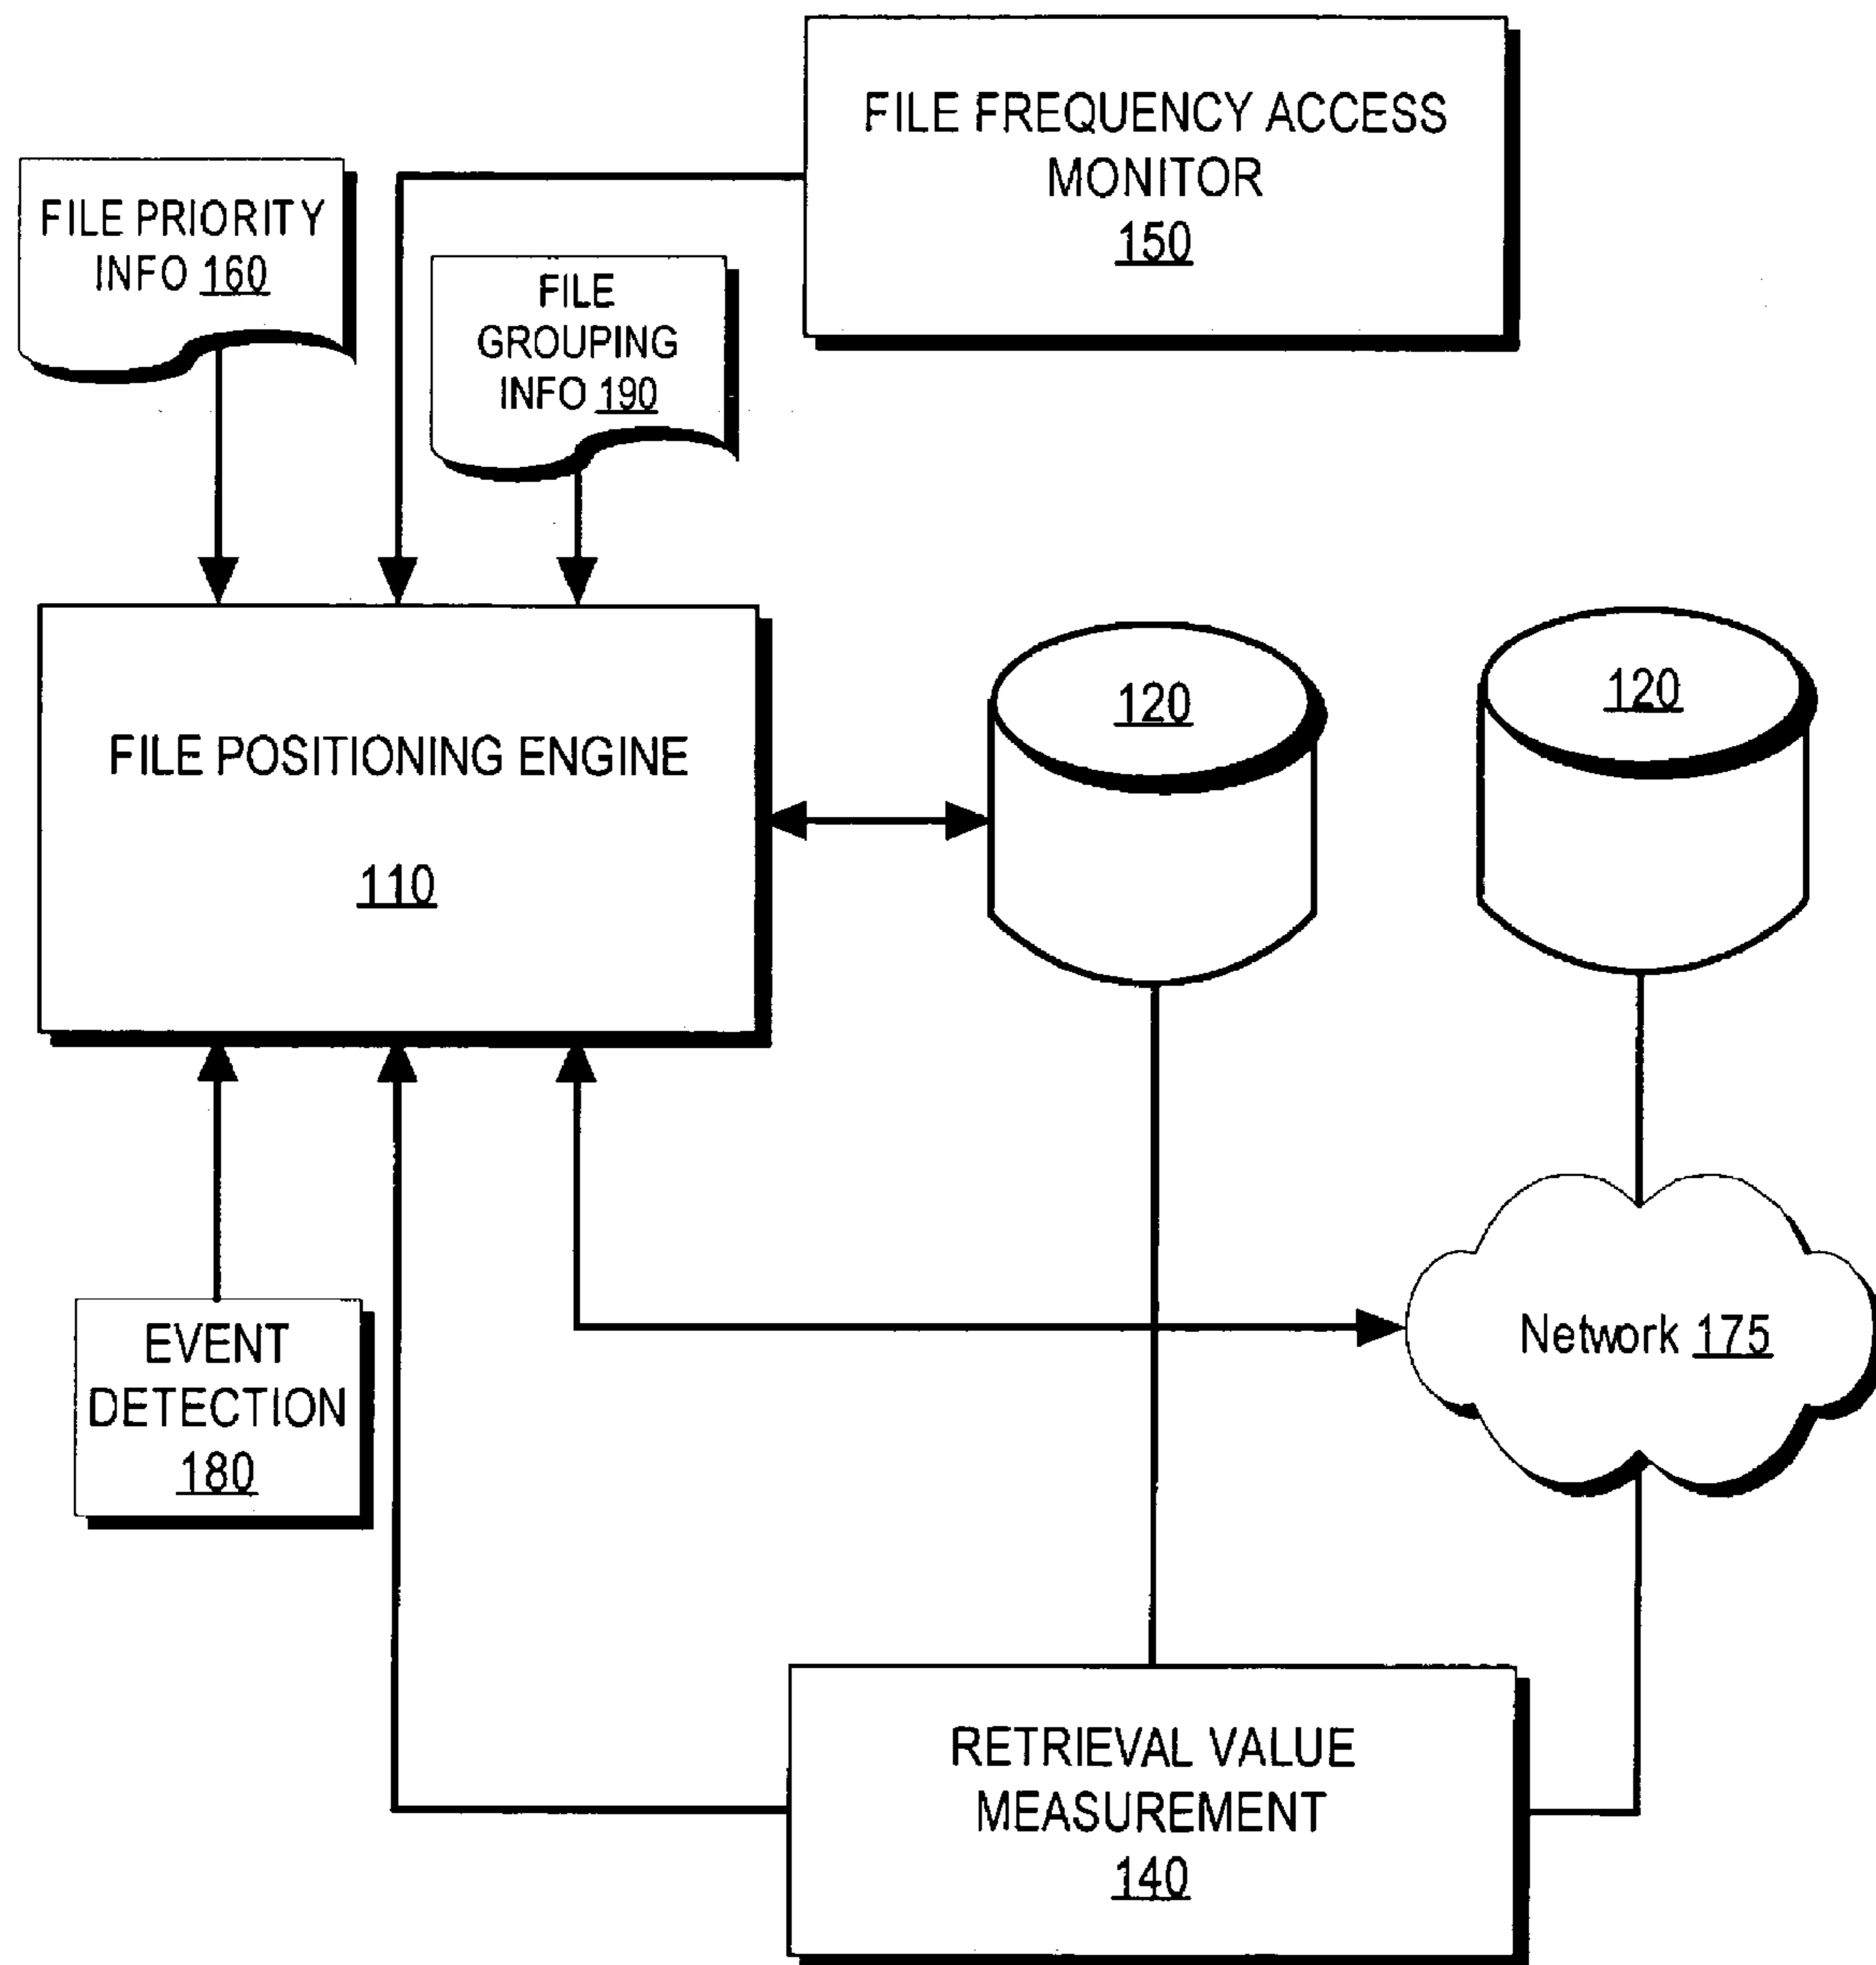 FILE FREQUENCY ACCESS
MONITOR
150
FILE PRIORITY
INFO 160
FILE
GROUPING
INFO 190
FILE POSITIONING ENGINE
110
120
120
EVENT
DETECTION
180
Network 175
RETRIEVAL VALUE
MEASUREMENT
140